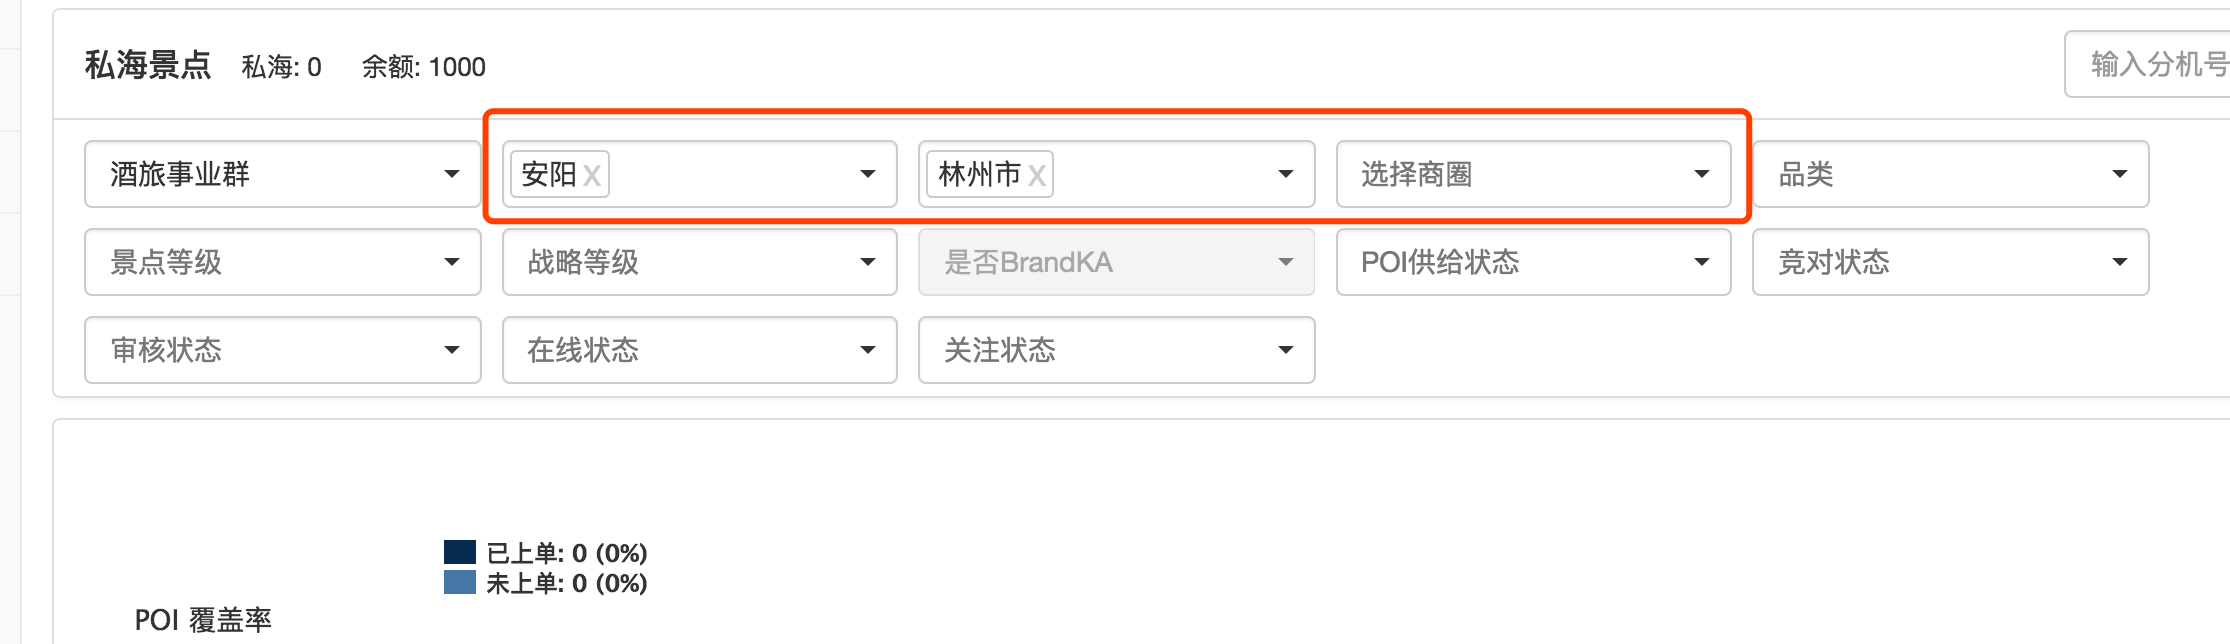 私海景点 私海: 0 余额: 1000 输入分机号
酒旅事业群 安阳 X 林州市 X 选择商圈 品类
景点等级 战略等级 是否BrandKA POI供给状态 竞对状态
审核状态 在线状态 关注状态
已上单: 0 (0%)
未上单: 0 (0%)
POI 覆盖率